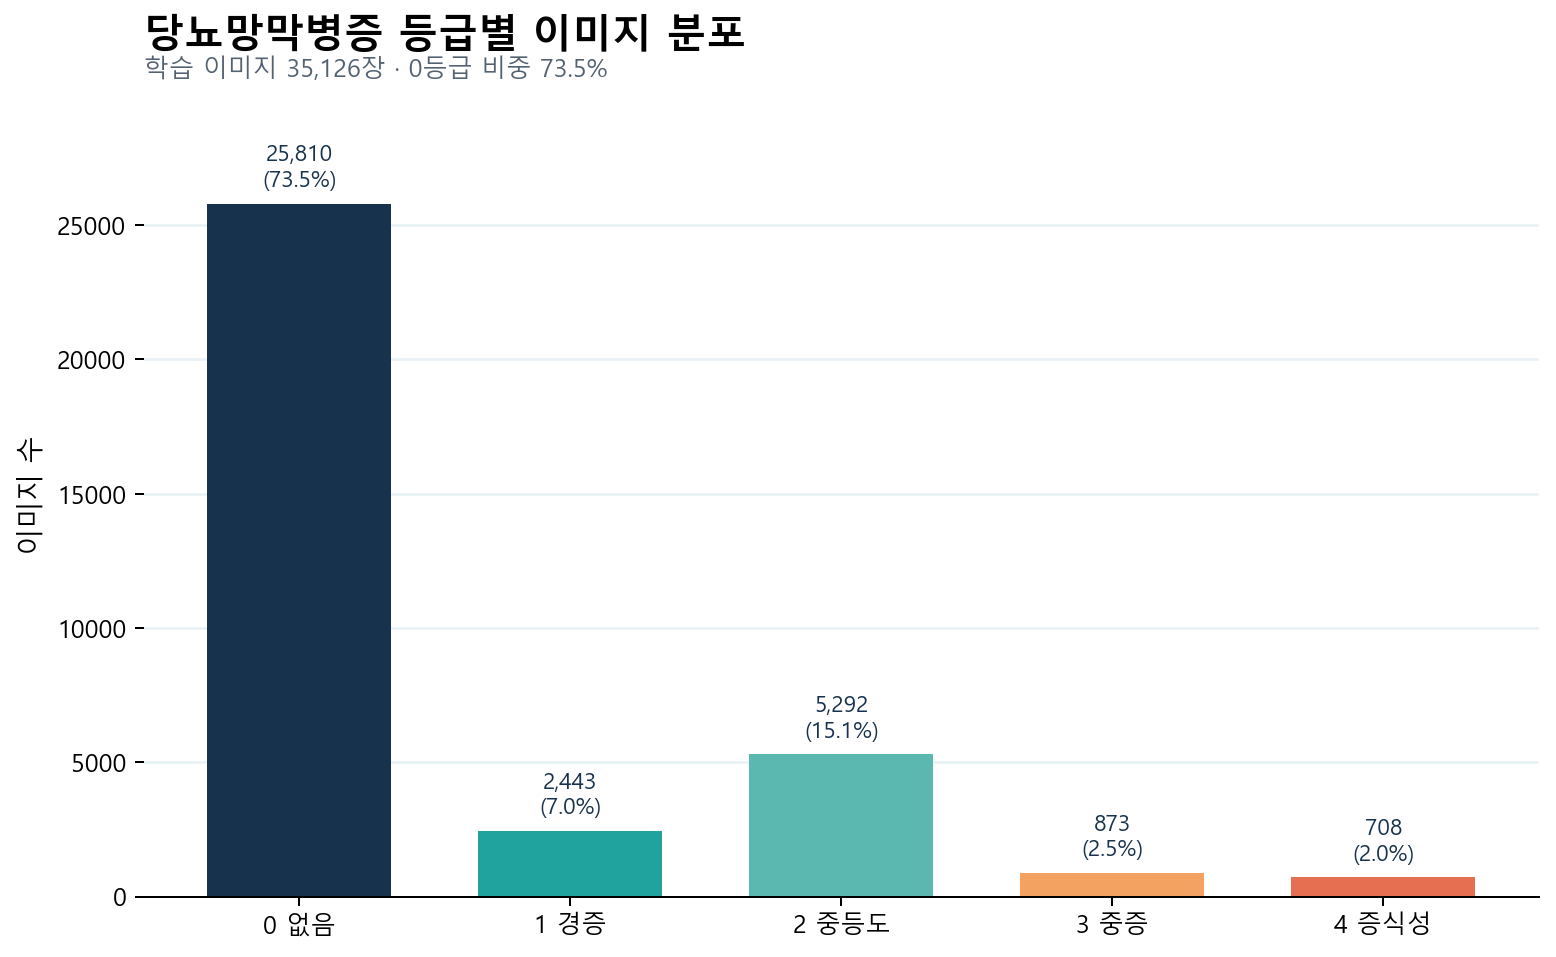 당뇨망막병증 등급별 이미지 분포
학습 이미지 35,126장 · 0등급 비중 73.5%
이미지 수
25000
20000
15000
10000
5000
0
25,810
(73.5%)
2,443
(7.0%)
5,292
(15.1%)
873
(2.5%)
708
(2.0%)
0 없음
1 경증
2 중등도
3 중증
4 증식성